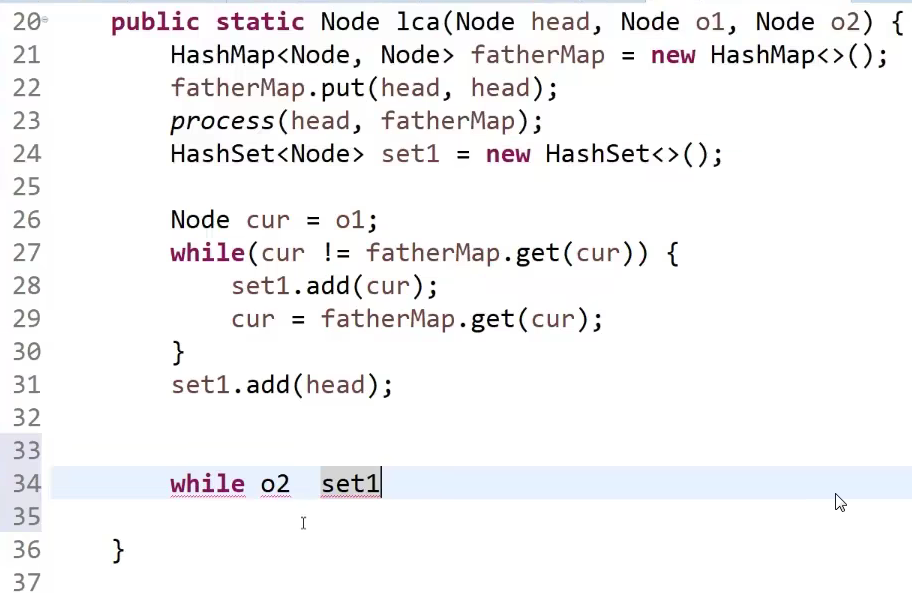 20 public static Node lca(Node head, Node o1, Node o2) {
21 HashMap<Node, Node> fatherMap = new HashMap<>();
22 fatherMap.put(head, head);
23 process(head, fatherMap);
24 HashSet<Node> set1 = new HashSet<>();
25
26 Node cur = o1;
27 while(cur != fatherMap.get(cur)) {
28 set1.add(cur);
29 cur = fatherMap.get(cur);
30 }
31 set1.add(head);
32
33
34 while o2  set1
35
36 }
37